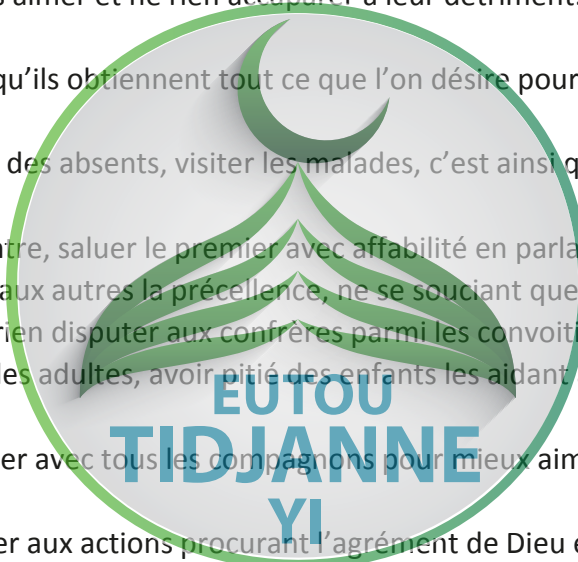 s aimer et ne rien accaparer à leur détriment.
qu'ils obtiennent tout ce que l'on désire pour
des absents, visiter les malades, c'est ainsi q
ntre, saluer le premier avec affabilité en parla
aux autres la précellence, ne se souciant que
rien disputer aux confrères parmi les convoiti
les adultes, avoir pitié des enfants les aidant
er avec tous les compagnons pour mieux aim
er aux actions procurant l'agrément de Dieu e
EUTOU
TIDJANNE
YI